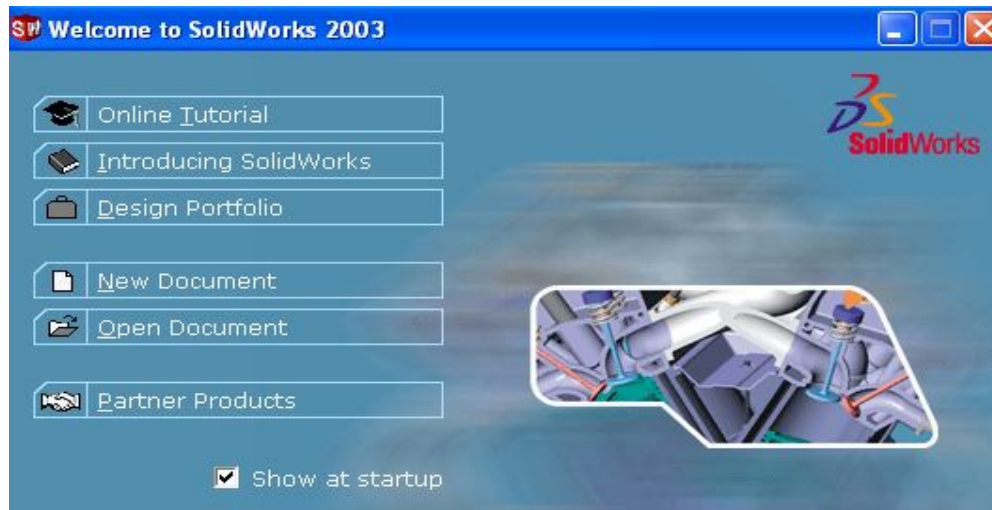 SW Welcome to SolidWorks 2003
SolidWorks
Online Tutorial
Introducing SolidWorks
Design Portfolio
New Document
Open Document
Partner Products
Show at startup